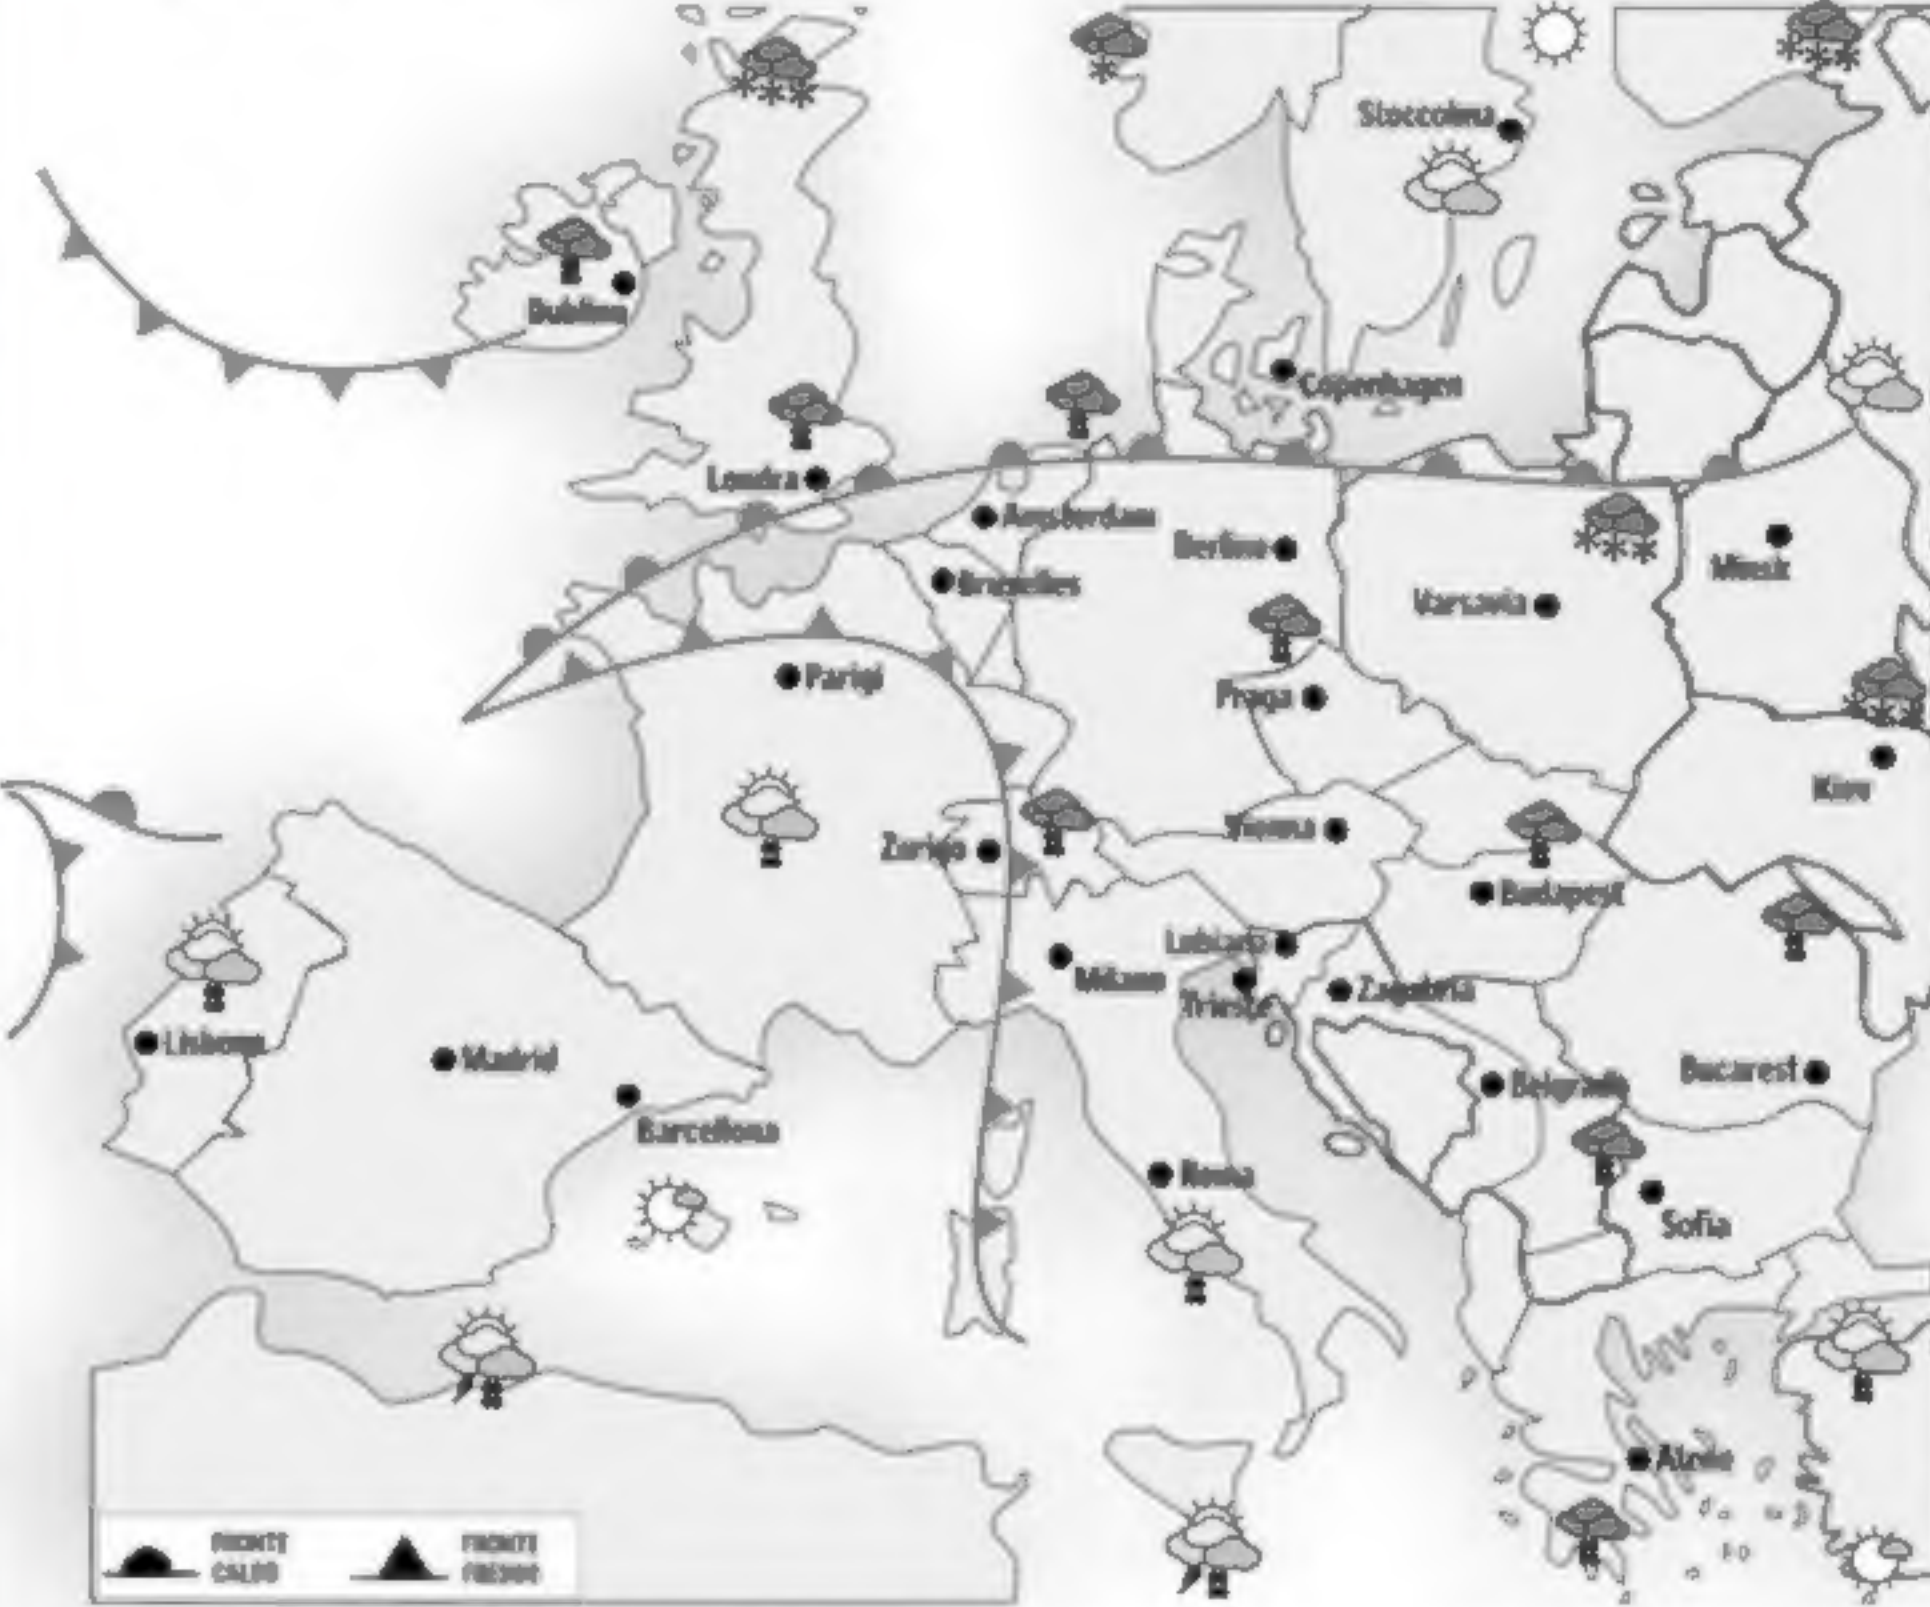 Stoccolma
Dublino
Copenhagen
Londra
Amsterdam
Berlino
Bruxelles
Minsk
Varsavia
Parigi
Praga
Kiev
Vienna
Zurigo
Budapest
Lubiana
Milano
Trieste
Zagabria
Lisbona
Madrid
Belgrado
Bucarest
Barcellona
Roma
Sofia
Atene
FRONTE
CALDO
FRONTE
FREDDO